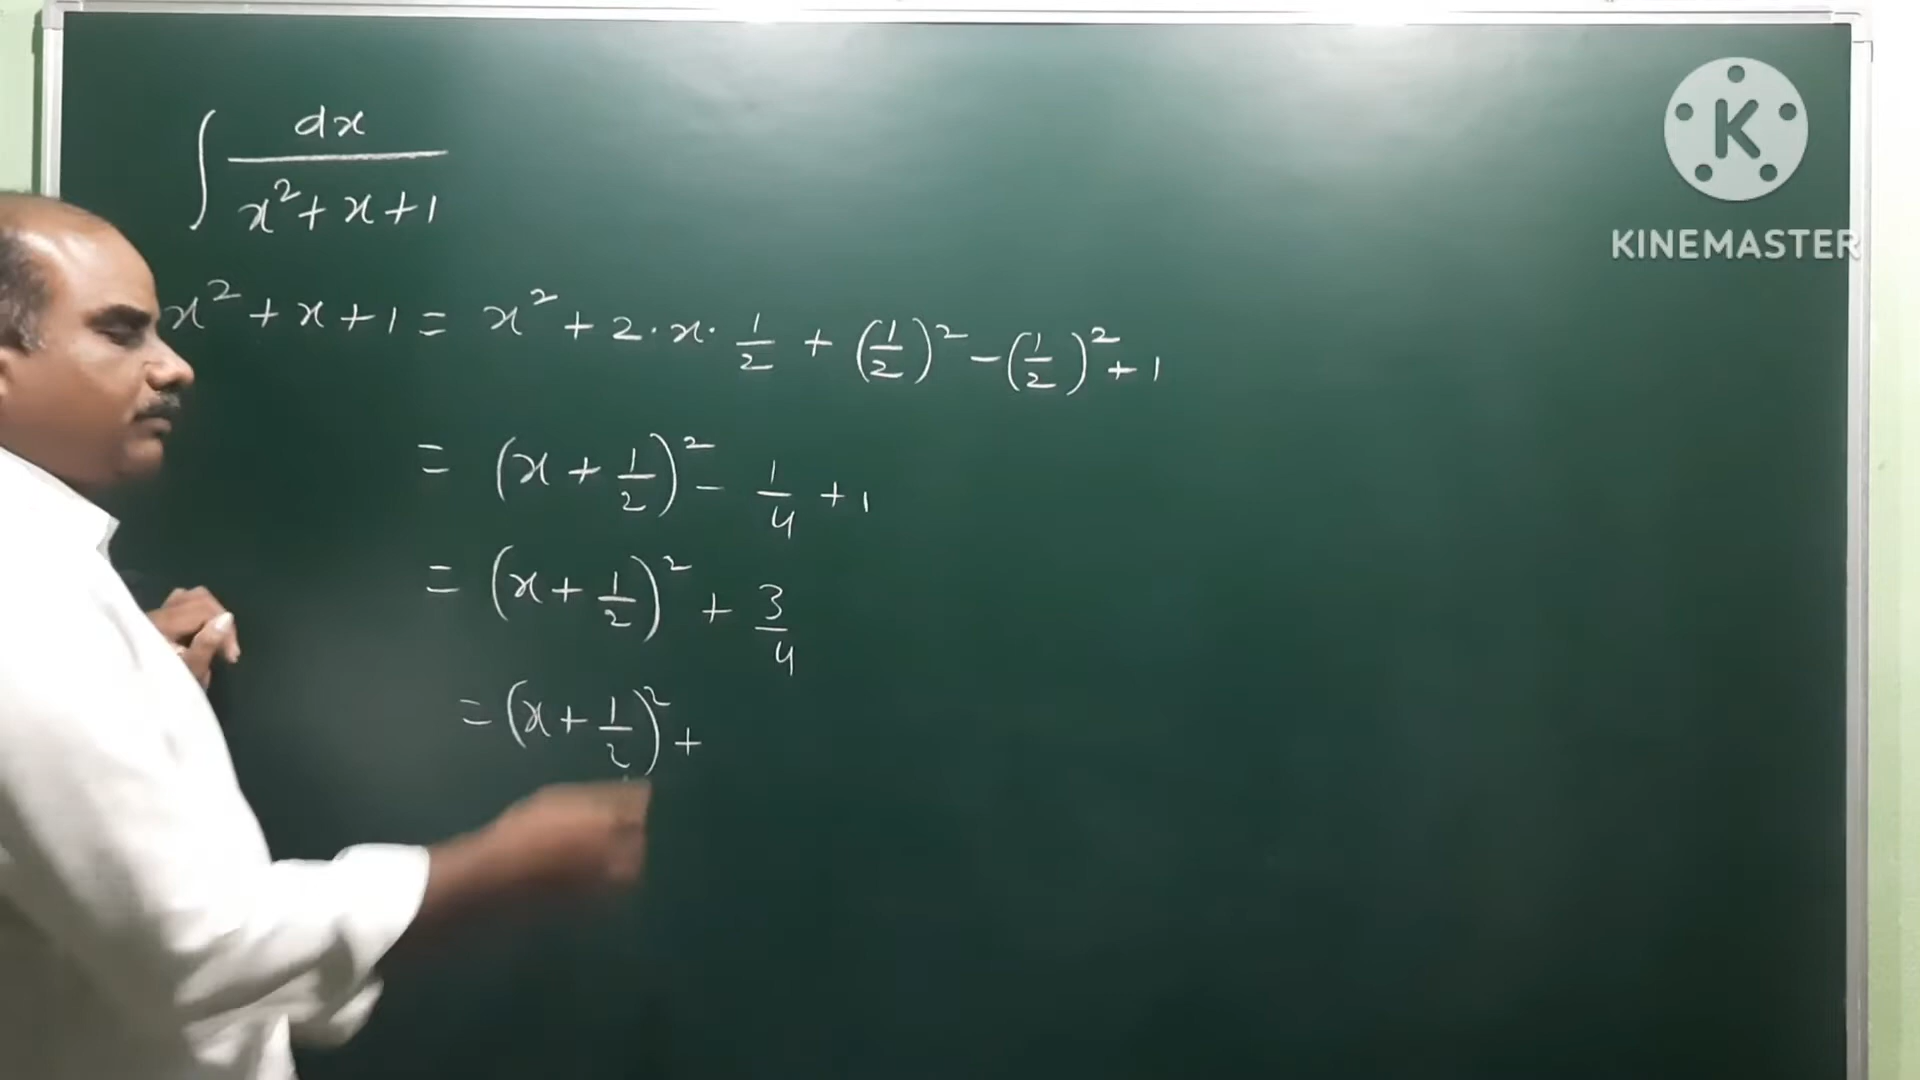 ∫ dx / (x² + x + 1)
x² + x + 1 = x² + 2·x·1/2 + (1/2)² - (1/2)² + 1
= (x + 1/2)² - 1/4 + 1
= (x + 1/2)² + 3/4
= (x + 1/2)² +
K
KINEMASTER